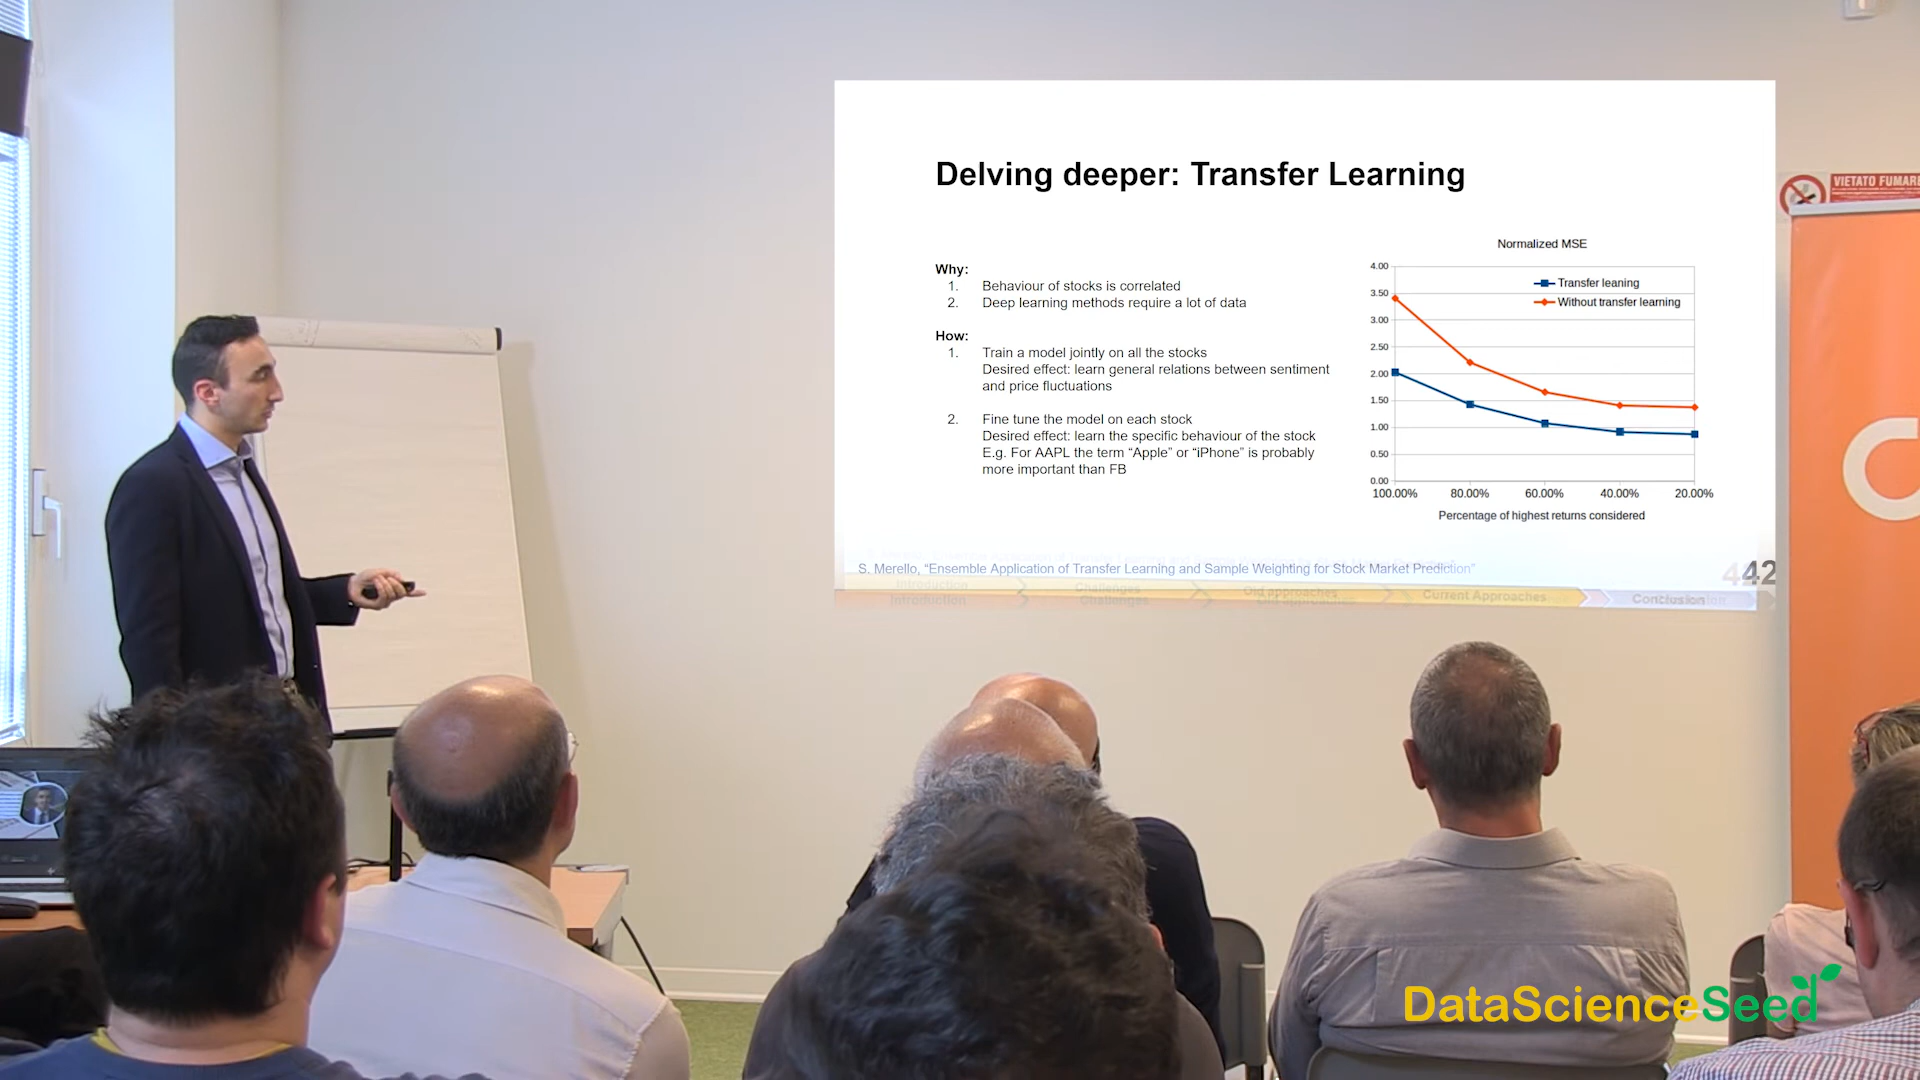 Delving deeper: Transfer Learning
Why:
1. Behaviour of stocks is correlated
2. Deep learning methods require a lot of data
How:
1. Train a model jointly on all the stocks
Desired effect: learn general relations between sentiment
and price fluctuations
2. Fine tune the model on each stock
Desired effect: learn the specific behaviour of the stock
E.g. For AAPL the term “Apple” or “iPhone” is probably
more important than FB
Normalized MSE
Transfer leaning
Without transfer learning
4.00
3.50
3.00
2.50
2.00
1.50
1.00
0.50
0.00
100.00% 80.00% 60.00% 40.00% 20.00%
Percentage of highest returns considered
S. Merello, “Ensemble Application of Transfer Learning and Sample Weighting for Stock Market Prediction”
42
Introduction Challenges Old approaches Current Approaches Conclusion
VIETATO FUMARE
DataScienceSeed